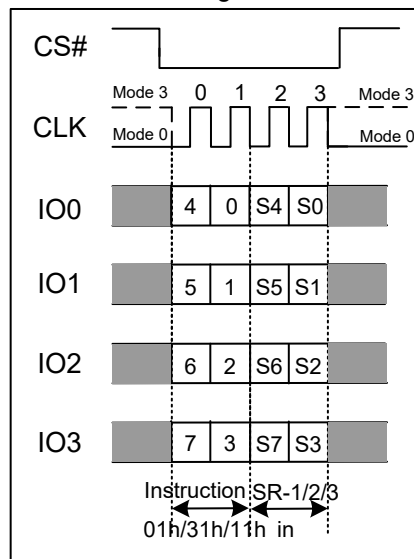 CS#
Mode 3 0 1 2 3 Mode 3
CLK
Mode 0 Mode 0
IO0 4 0 S4 S0
IO1 5 1 S5 S1
IO2 6 2 S6 S2
IO3 7 3 S7 S3
Instruction SR-1/2/3
01h/31h/11h in